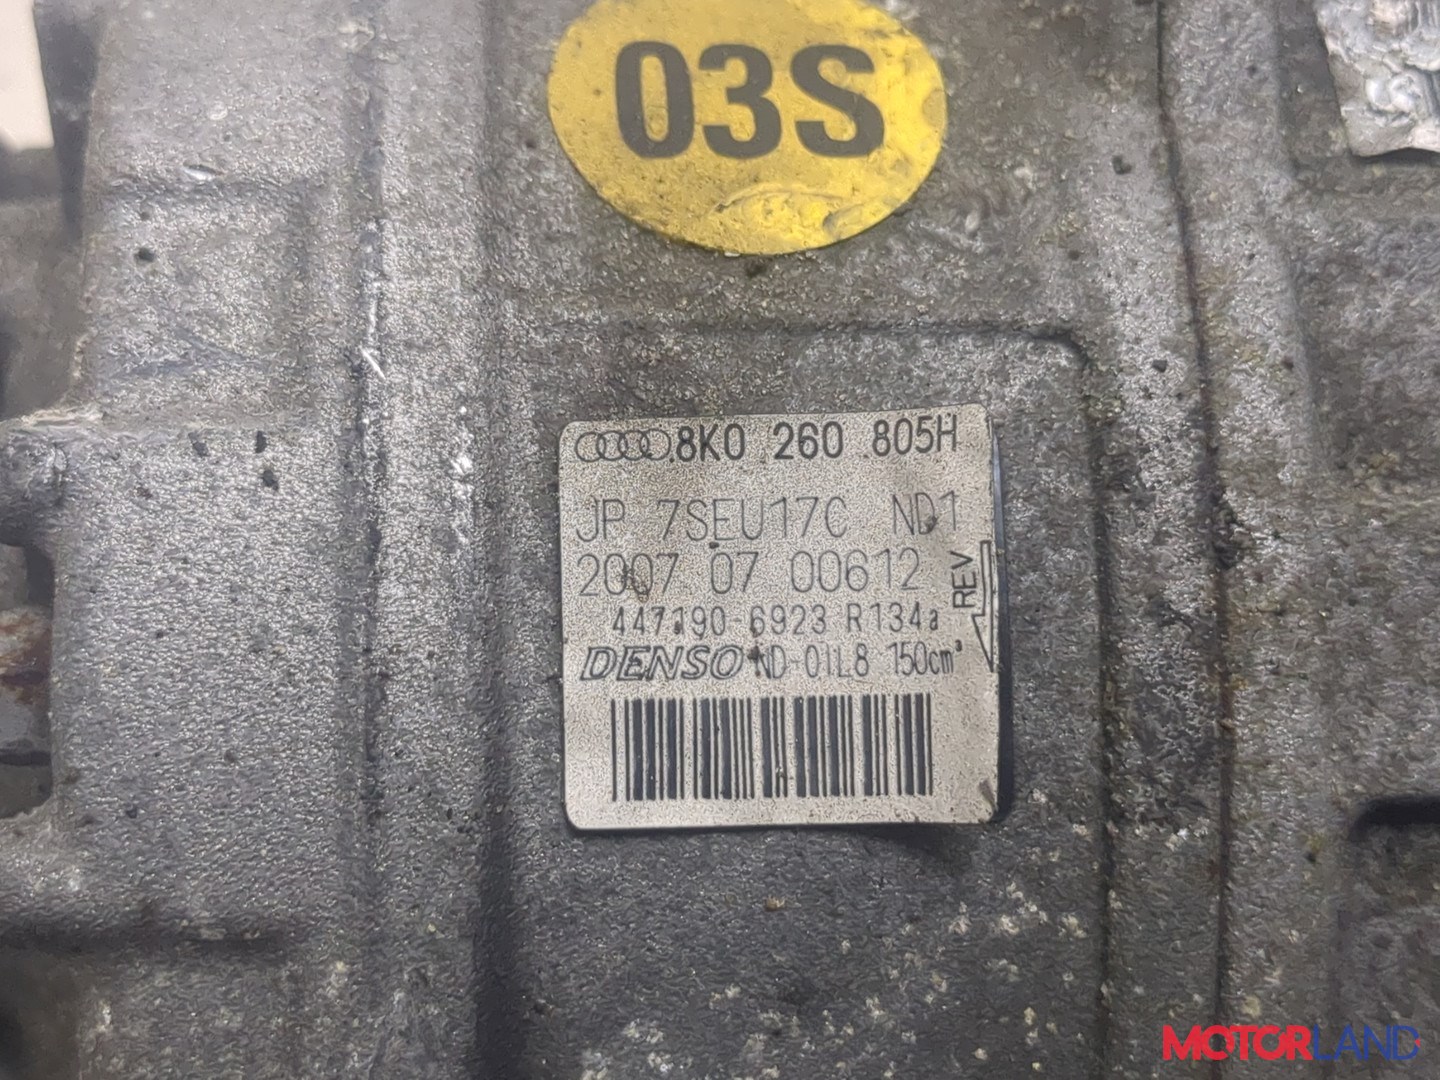 03S
8K0 260 805H
JP 7SEU17C ND1
2007 07 00612
REV
447190-6923 R134a
DENSO ND-OIL8 150cm³
MOTORLAND